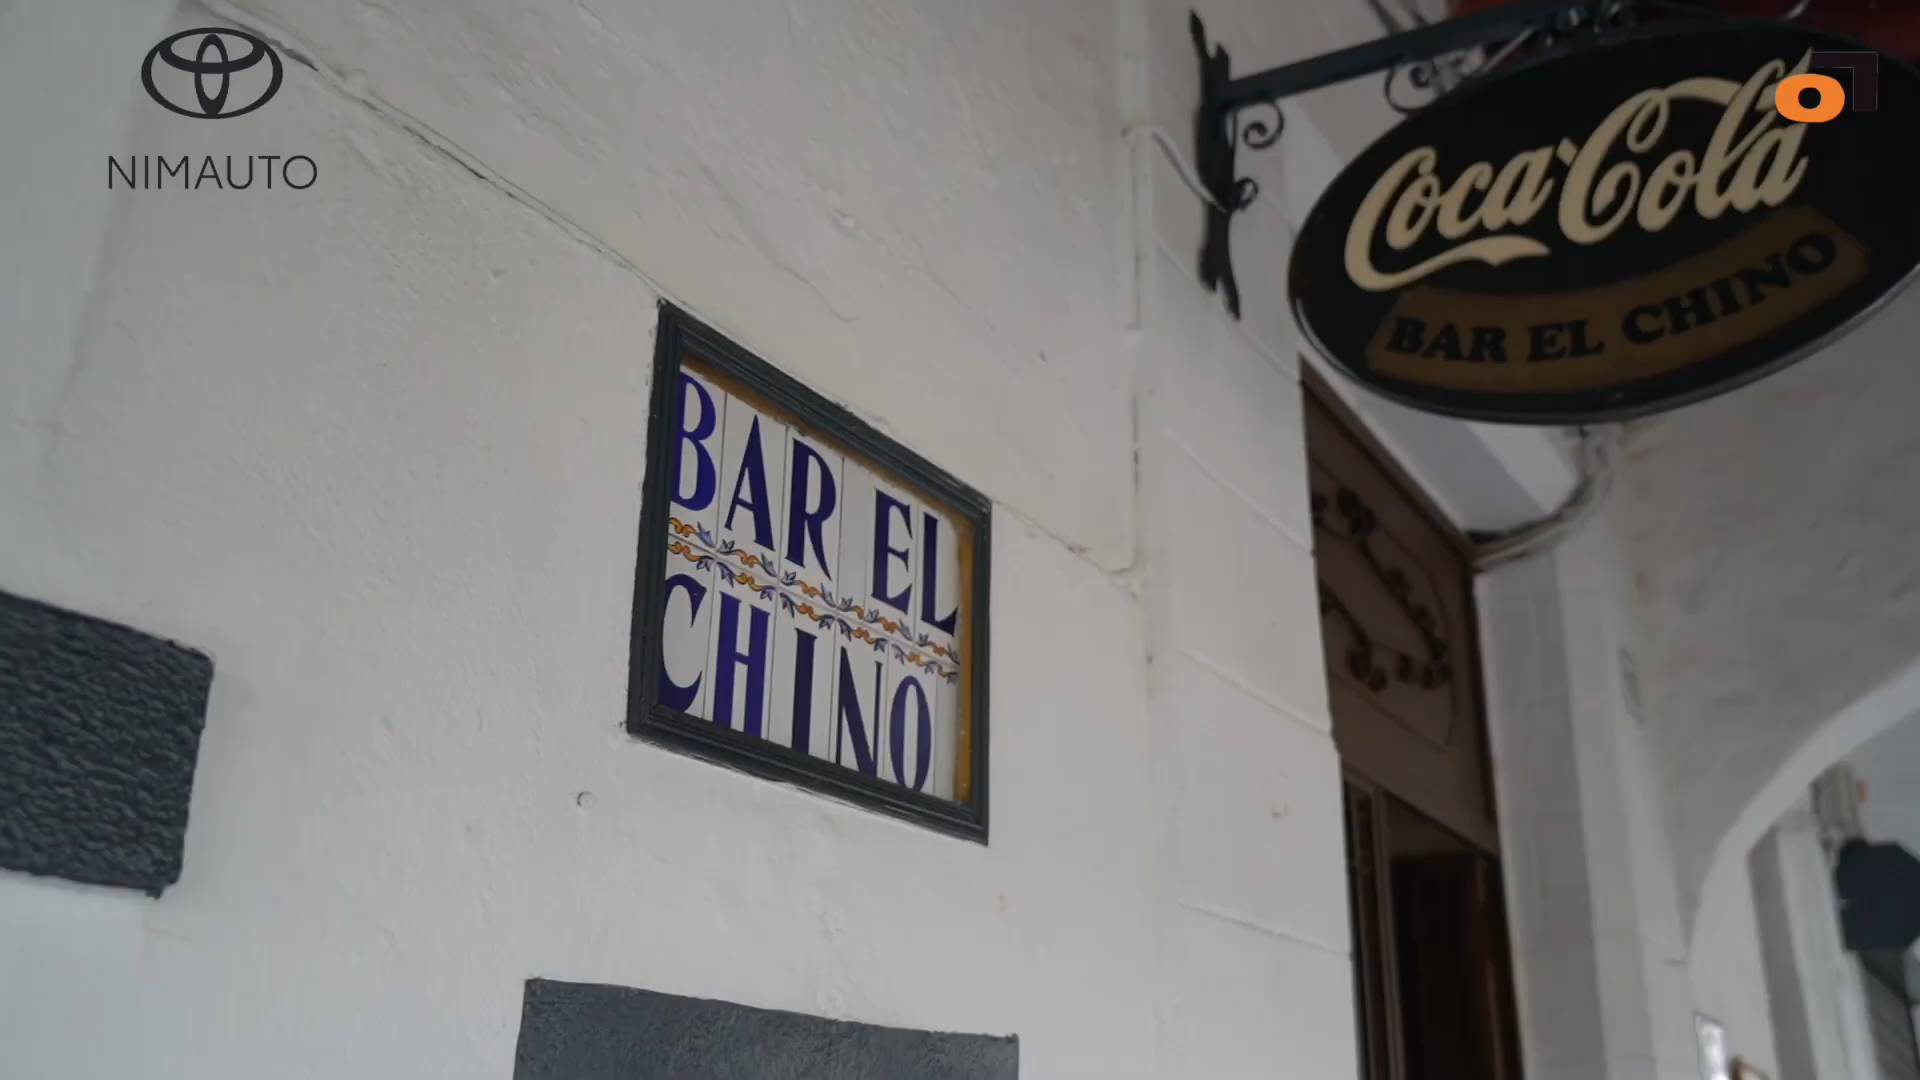 NIMAUTO
Coca-Cola
BAR EL CHINO
BAR EL
CHINO